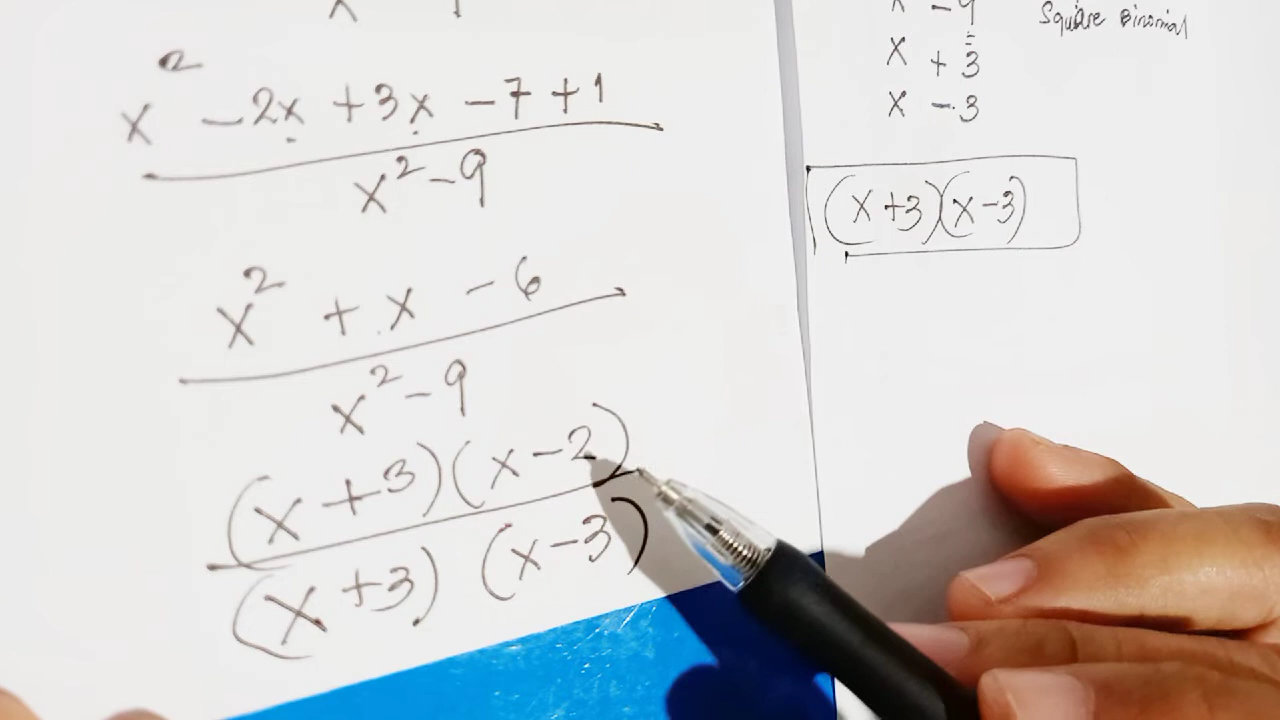 x² - 2x + 3x - 7 + 1
x² - 9
x² + x - 6
x² - 9
(x + 3)(x - 2)
(x + 3) (x - 3)
x - 9
Square Binomial
x + 3
x - 3
(x + 3)(x - 3)